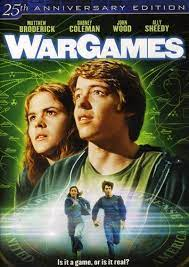 25th ANNIVERSARY EDITION
MATTHEW BRODERICK
DABNEY COLEMAN
JOHN WOOD
ALLY SHEEDY
WARGAMES
Is it a game, or is it real?